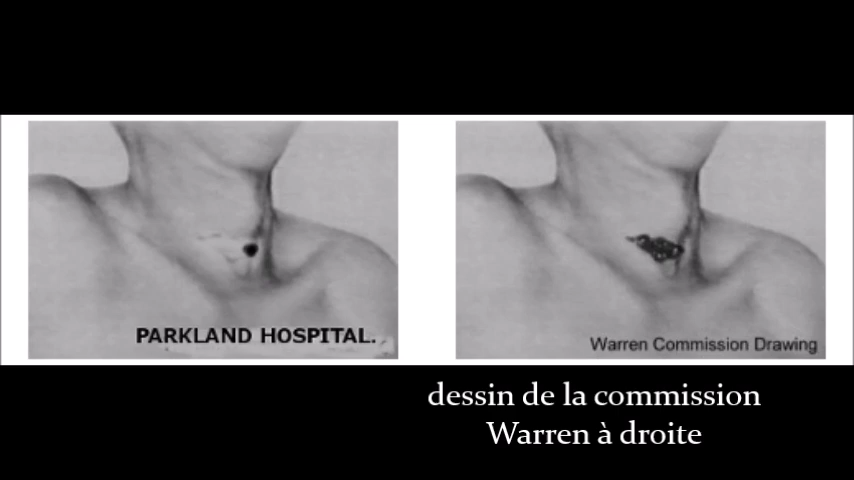 PARKLAND HOSPITAL.
Warren Commission Drawing
dessin de la commission
Warren à droite